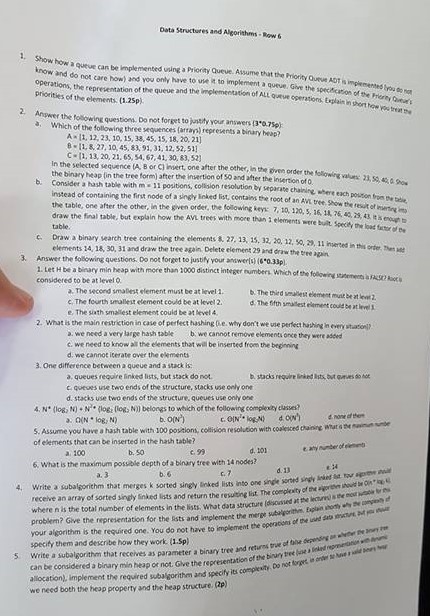 Data Structures and Algorithms - Row 6
1. Show how a queue can be implemented using a Priority Queue. Assume that the Priority Queue ADT is implemented (you do not
know and do not care how) and you only have to use it to implement a queue. Give the specification of the Priority Queue's
operations, the representation of the queue and the implementation of ALL queue operations. Explain in short how you treat the
priorities of the elements. (1.25p).
2. Answer the following questions. Do not forget to justify your answers (3*0.75p):
a. Which of the following three sequences (arrays) represents a binary heap?
A = [1, 12, 23, 10, 15, 38, 45, 15, 18, 20, 21]
B = [1, 8, 27, 10, 45, 83, 91, 31, 12, 52, 51]
C = [1, 13, 20, 21, 65, 54, 67, 41, 30, 83, 52]
In the selected sequence (A, B or C) insert, one after the other, in the given order the following values: 23, 50, 40, 0. Show
the binary heap (in the tree form) after the insertion of 50 and after the insertion of 0.
b. Consider a hash table with m = 11 positions, collision resolution by separate chaining, where each position from the table,
instead of containing the first node of a singly linked list, contains the root of an AVL tree. Show the result of inserting into
the table, one after the other, in the given order, the following keys: 7, 10, 120, 5, 16, 18, 76, 40, 29, 43. It is enough to
draw the final table, but explain how the AVL trees with more than 1 elements were built. Specify the load factor of the
table.
c. Draw a binary search tree containing the elements 8, 27, 13, 15, 32, 20, 12, 50, 29, 11 inserted in this order. Then add
elements 14, 18, 30, 31 and draw the tree again. Delete element 29 and draw the tree again.
3. Answer the following questions. Do not forget to justify your answer(s) (6*0.33p).
1. Let H be a binary min heap with more than 1000 distinct integer numbers. Which of the following statements is FALSE? Root is
considered to be at level 0.
a. The second smallest element must be at level 1. b. The third smallest element must be at level 2.
c. The fourth smallest element could be at level 2. d. The fifth smallest element could be at level 1.
e. The sixth smallest element could be at level 4.
2. What is the main restriction in case of perfect hashing (i.e. why don't we use perfect hashing in every situation)?
a. we need a very large hash table b. we cannot remove elements once they were added
c. we need to know all the elements that will be inserted from the beginning
d. we cannot iterate over the elements
3. One difference between a queue and a stack is:
a. queues require linked lists, but stack do not. b. stacks require linked lists, but queues do not.
c. queues use two ends of the structure, stacks use only one
d. stacks use two ends of the structure, queues use only one
4. N* (log₂ N) + N²* (log₂ (log₂ N)) belongs to which of the following complexity classes?
a. O(N * log₂ N) b. O(N²) c. O(N²* log₂N) d. O(N³) d. none of them
5. Assume you have a hash table with 100 positions, collision resolution with coalesced chaining. What is the maximum number
of elements that can be inserted in the hash table?
a. 100 b. 50 c. 99 d. 101 e. any number of elements
6. What is the maximum possible depth of a binary tree with 14 nodes?
a. 3 b. 6 c. 7 d. 13 e. 14
4. Write a subalgorithm that merges k sorted singly linked lists into one single sorted singly linked list. Your algorithm should
receive an array of sorted singly linked lists and return the resulting list. The complexity of the algorithm should be
where n is the total number of elements in the lists. What data structure (discussed at the lectures) is the most suitable for this
problem? Give the representation for the lists and implement the merge subalgorithm. Explain shortly why the complexity of
your algorithm is the required one. You do not have to implement the operations of the used data structure, but you should
specify them and describe how they work. (1.5p)
5. Write a subalgorithm that receives as parameter a binary tree and returns true of false depending on whether the binary tree
can be considered a binary min heap or not. Give the representation of the binary tree (use a linked representation with dynamic
allocation), implement the required subalgorithm and specify its complexity. Do not forget, in order to have a valid binary heap
we need both the heap property and the heap structure. (2p)